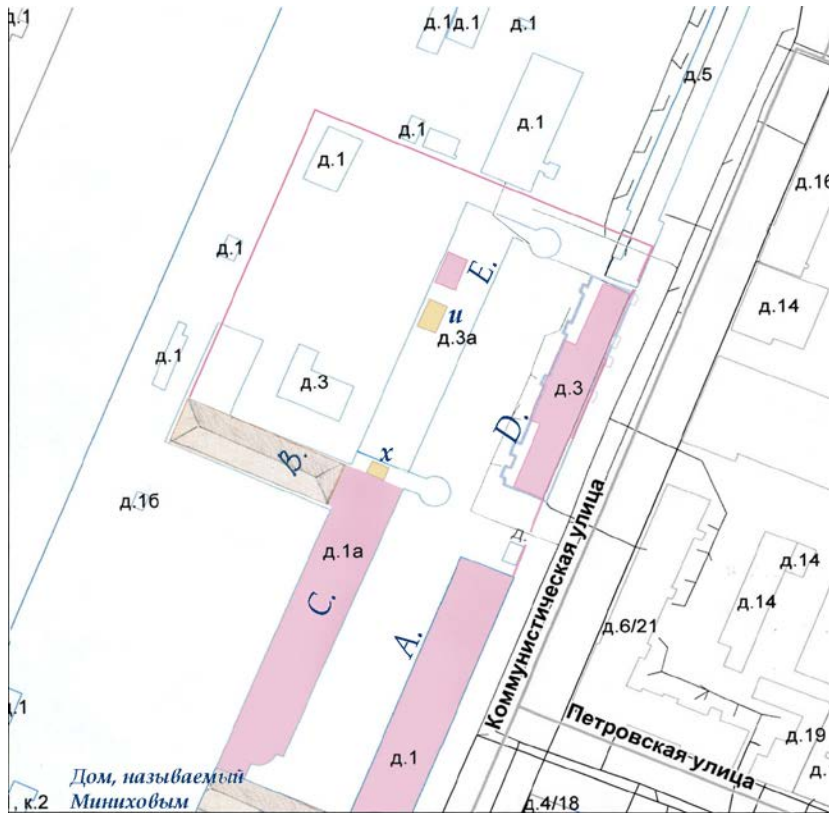 д.1
д.1
д.1
д.1
д.5
д.1
д.1
д.1
д.16
д.1
E.
и
д.3а
д.14
д.1
д.3
д.3
D.
B.
х
д.1б
д.
д.1а
C.
A.
Коммунистическая улица
д.14
д.14
д.6/21
д.1
Петровская улица
д.19
д.
д.1
Дом, называемый
Миниховым
, к.2
д.4/18